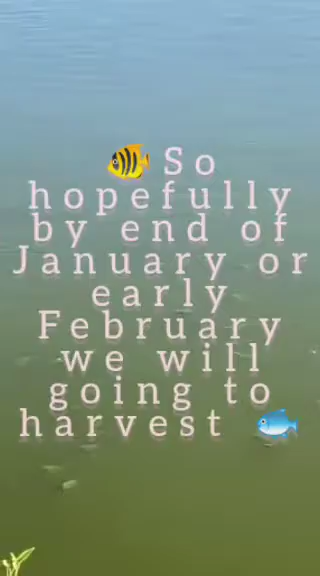 🐠 So
hopefully
by end of
January or
early
February
we will
going to
harvest 🐟